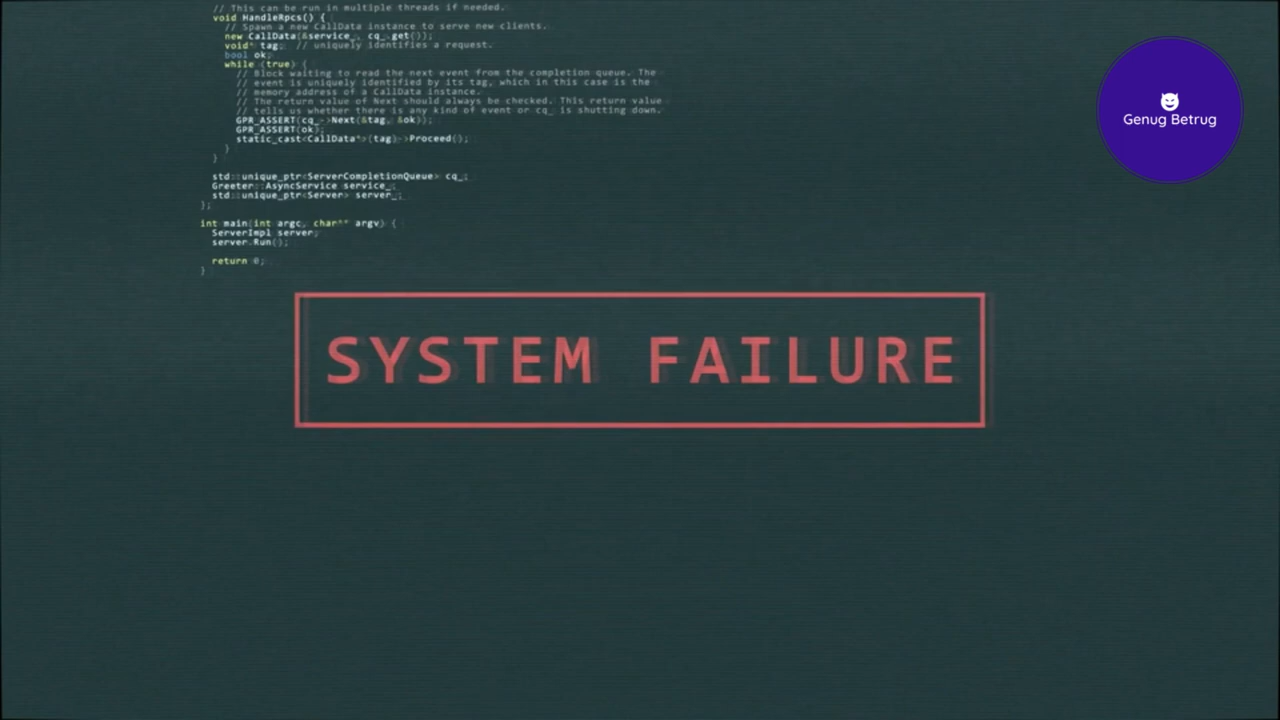 // This can be run in multiple threads if needed.
void HandleRpcs() {
// Spawn a new CallData instance to serve new clients.
new CallData(&service_, cq_.get());
void* tag; // uniquely identifies a request.
bool ok;
while (true) {
// Block waiting to read the next event from the completion queue. The
// event is uniquely identified by its tag, which in this case is the
// memory address of a CallData instance.
// The return value of Next should always be checked. This return value
// tells us whether there is any kind of event or cq_ is shutting down.
GPR_ASSERT(cq_->Next(&tag, &ok));
GPR_ASSERT(ok);
static_cast<CallData*>(tag)->Proceed();
}
}
std::unique_ptr<ServerCompletionQueue> cq_;
Greeter::AsyncService service_;
std::unique_ptr<Server> server_;
};
int main(int argc, char** argv) {
ServerImpl server;
server.Run();
return 0;
}
SYSTEM FAILURE
Genug Betrug